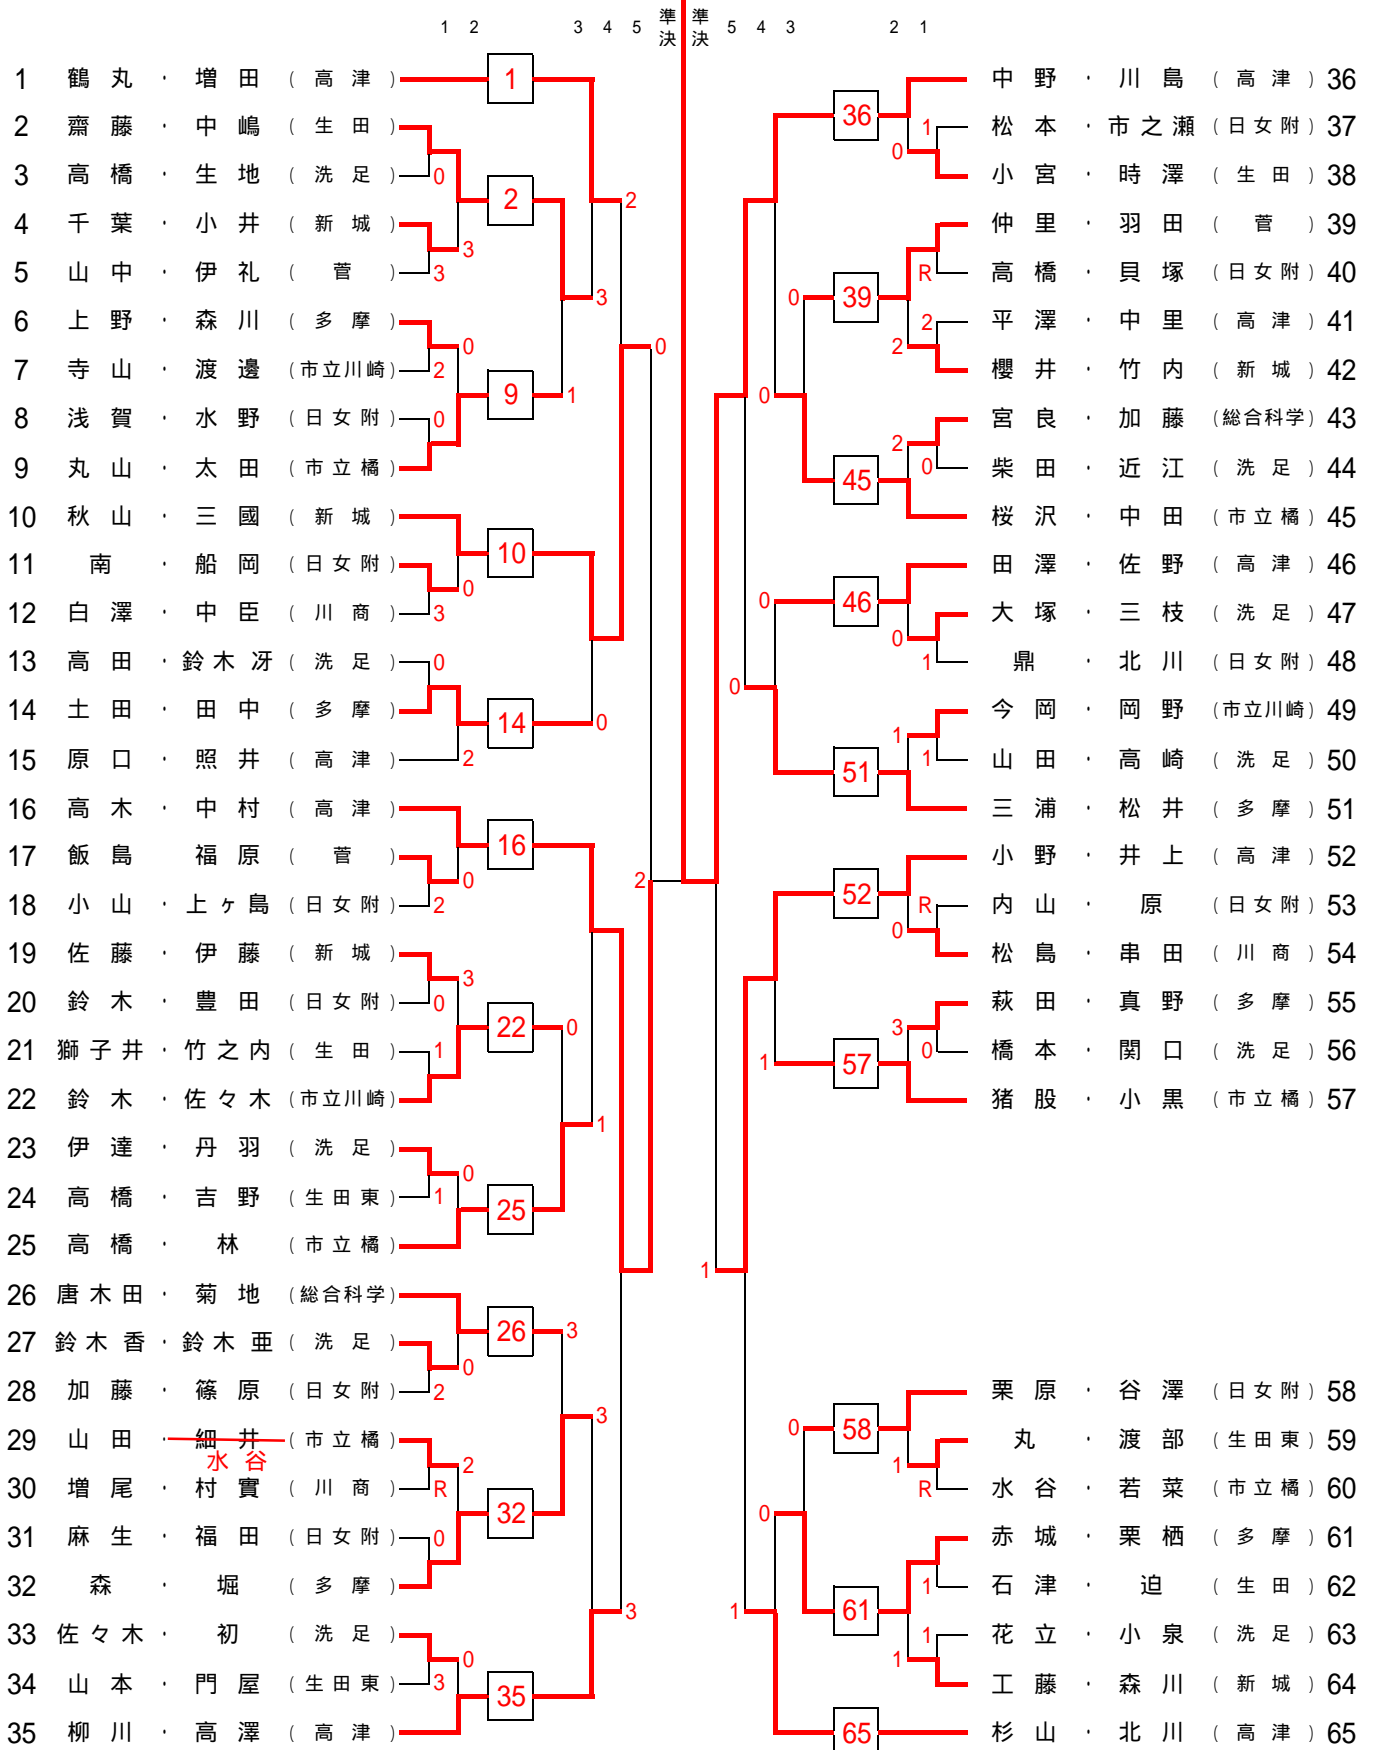 1 2 3 4 5 準決 準決 5 4 3 2 1
1 鶴丸・増田 (高津) 1
2 齋藤・中嶋 (生田)
3 高橋・生地 (洗足) 0
2
4 千葉・小井 (新城) 3
5 山中・伊礼 (菅) 3
6 上野・森川 (多摩) 0
7 寺山・渡邊 (市立川崎) 2
8 浅賀・水野 (日女附) 0
9 1
9 丸山・太田 (市立橘)
10 秋山・三國 (新城)
10
11 南・船岡 (日女附) 0
12 白澤・中臣 (川商) 3
13 高田・鈴木冴 (洗足) 0
14 土田・田中 (多摩)
14 0
15 原口・照井 (高津) 2
16 高木・中村 (高津)
16
17 飯島 福原 (菅) 0
18 小山・上ヶ島 (日女附) 2
19 佐藤・伊藤 (新城) 3
20 鈴木・豊田 (日女附) 0
22 0
21 獅子井・竹之内 (生田) 1
22 鈴木・佐々木 (市立川崎)
23 伊達・丹羽 (洗足) 0
24 高橋・吉野 (生田東) 1
25
25 高橋・林 (市立橘)
26 唐木田・菊地 (総合科学)
26 3
27 鈴木香・鈴木亜 (洗足) 0
28 加藤・篠原 (日女附) 2
29 山田・細井 (市立橘) 2
水谷
30 増尾・村實 (川商) R
32
31 麻生・福田 (日女附) 0
32 森・堀 (多摩)
33 佐々木・初 (洗足) 0
34 山本・門屋 (生田東) 3
35
35 柳川・高澤 (高津)
2
3
0
1
3
3
2
中野・川島 (高津) 36
36
1 松本・市之瀬 (日女附) 37
0 小宮・時澤 (生田) 38
仲里・羽田 (菅) 39
R 高橋・貝塚 (日女附) 40
0 39
2 平澤・中里 (高津) 41
2 櫻井・竹内 (新城) 42
0
宮良・加藤 (総合科学) 43
2
0 柴田・近江 (洗足) 44
45
桜沢・中田 (市立橘) 45
田澤・佐野 (高津) 46
0 46
大塚・三枝 (洗足) 47
0
1 鼎・北川 (日女附) 48
0
今岡・岡野 (市立川崎) 49
1
1 山田・高崎 (洗足) 50
51
三浦・松井 (多摩) 51
小野・井上 (高津) 52
52
R 内山・原 (日女附) 53
0 松島・串田 (川商) 54
萩田・真野 (多摩) 55
3
0 橋本・関口 (洗足) 56
1 57
猪股・小黒 (市立橘) 57
1
栗原・谷澤 (日女附) 58
0 58
丸・渡部 (生田東) 59
1
R 水谷・若菜 (市立橘) 60
0
赤城・栗栖 (多摩) 61
1 石津・迫 (生田) 62
1 61
1 花立・小泉 (洗足) 63
1
工藤・森川 (新城) 64
65 杉山・北川 (高津) 65